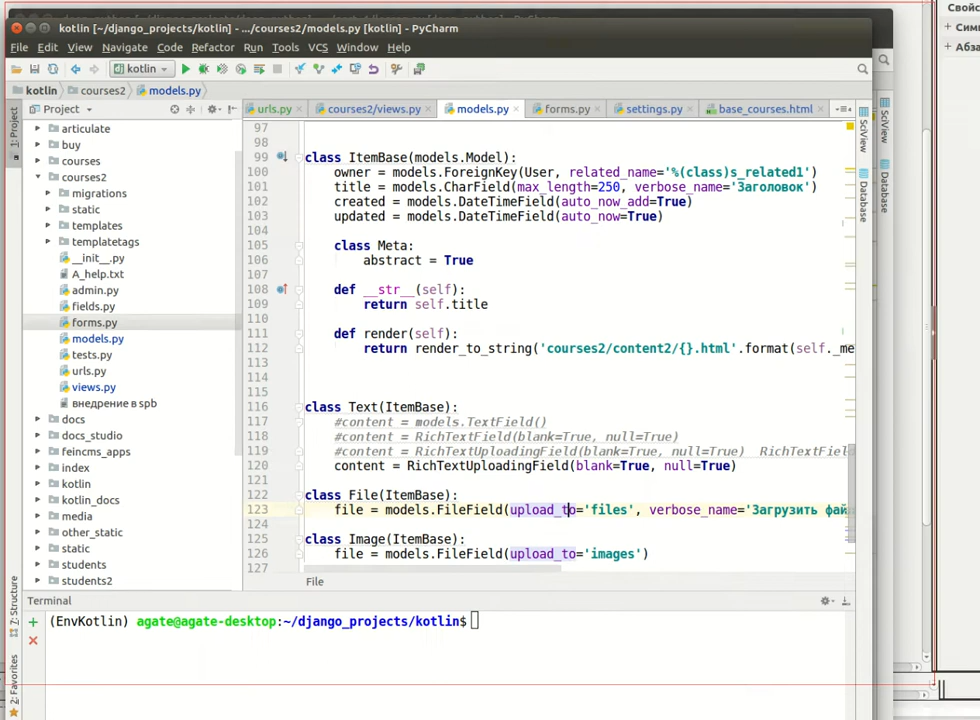 Свойс
kotlin [~/django_projects/kotlin] - .../courses2/models.py [kotlin] - PyCharm
+ Сим
+ Абза
File Edit View Navigate Code Refactor Run Tools VCS Window Help
kotlin
kotlin courses2 models.py
Project
urls.py courses2/views.py models.py forms.py settings.py base_courses.html
1: Project
articulate
buy
courses
courses2
migrations
static
templates
templatetags
__init__.py
A_help.txt
admin.py
fields.py
forms.py
models.py
tests.py
urls.py
views.py
внедрение в spb
docs
docs_studio
feincms_apps
index
kotlin
kotlin_docs
media
other_static
static
students
students2
97
98
99 class ItemBase(models.Model):
100 owner = models.ForeignKey(User, related_name='%(class)s_related1')
101 title = models.CharField(max_length=250, verbose_name='Заголовок')
102 created = models.DateTimeField(auto_now_add=True)
103 updated = models.DateTimeField(auto_now=True)
104
105 class Meta:
106 abstract = True
107
108 def __str__(self):
109 return self.title
110
111 def render(self):
112 return render_to_string('courses2/content2/{}.html'.format(self._me
113
114
115
116 class Text(ItemBase):
117 #content = models.TextField()
118 #content = RichTextField(blank=True, null=True)
119 #content = RichTextUploadingField(blank=True, null=True) RichTextFiel
120 content = RichTextUploadingField(blank=True, null=True)
121
122 class File(ItemBase):
123 file = models.FileField(upload_to='files', verbose_name='Загрузить фай
124
125 class Image(ItemBase):
126 file = models.FileField(upload_to='images')
127
File
SciView
Database
SciView
Database
Terminal
(EnvKotlin) agate@agate-desktop:~/django_projects/kotlin$
7: Structure
2: Favorites